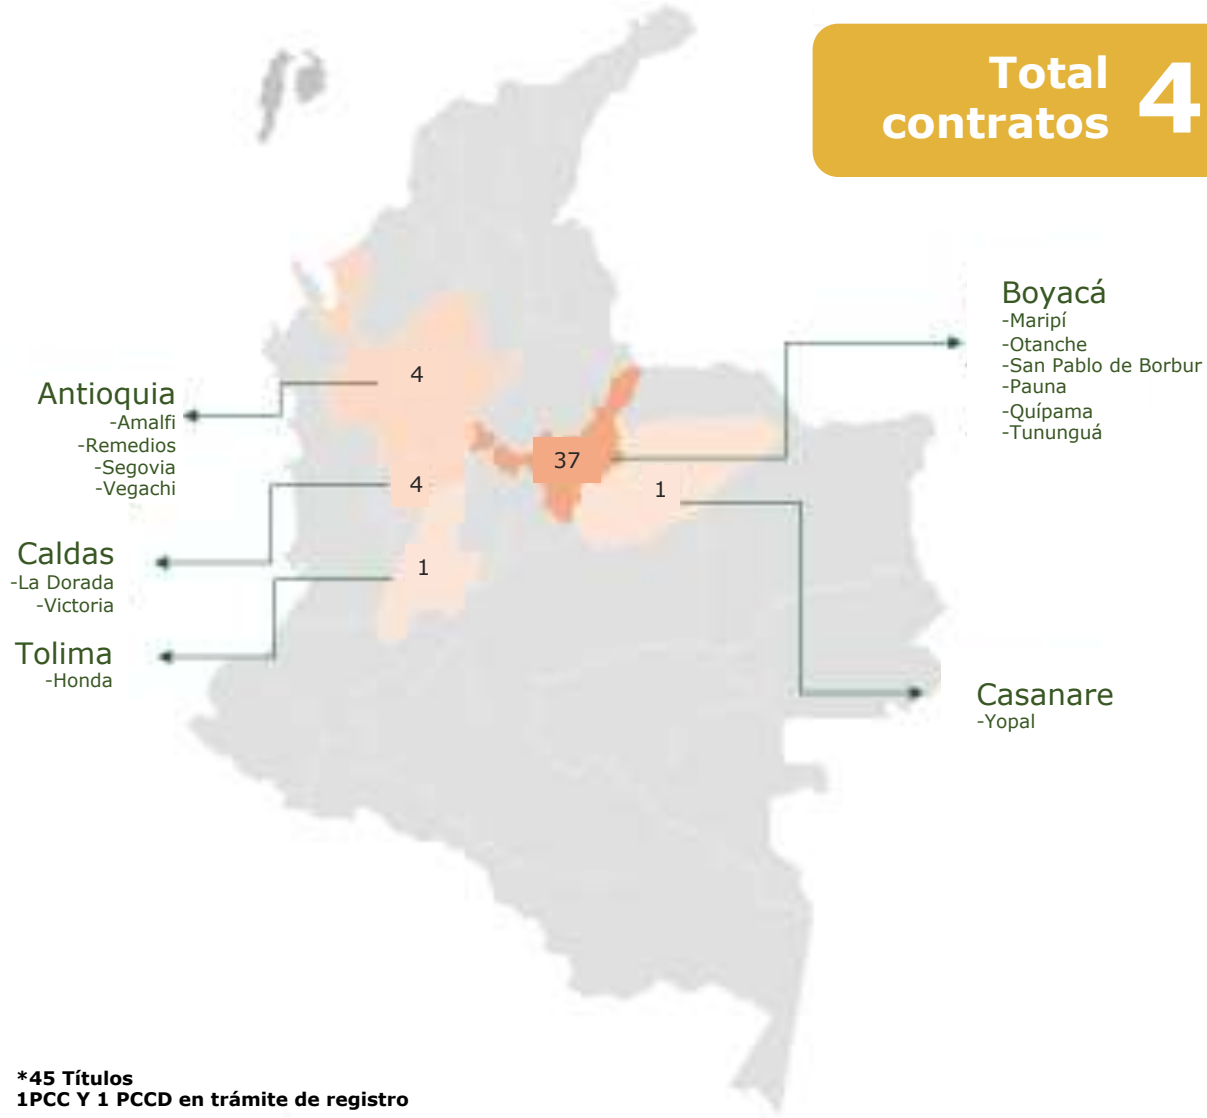 Total
contratos 4
Boyacá
-Maripí
-Otanche
-San Pablo de Borbur
-Pauna
-Quípama
-Tununguá
4
Antioquia
-Amalfi
-Remedios
-Segovia
-Vegachi
37
4
1
Caldas
-La Dorada
-Victoria
1
Tolima
-Honda
Casanare
-Yopal
*45 Títulos
1PCC Y 1 PCCD en trámite de registro